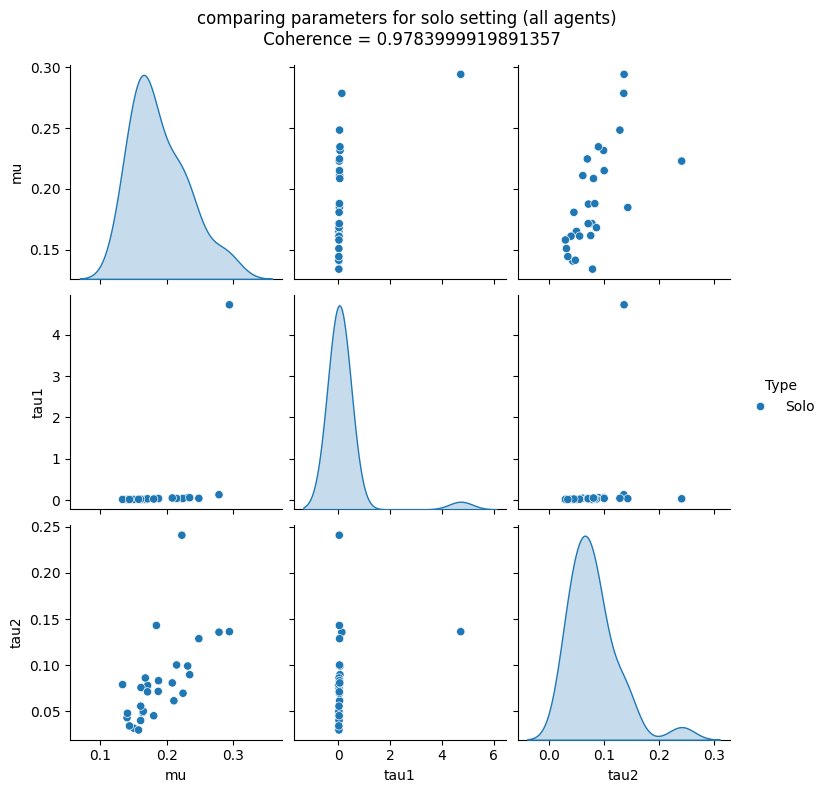 comparing parameters for solo setting (all agents)
Coherence = 0.9783999919891357
0.30
0.25
0.20
0.15
mu
4
3
2
1
0
tau1
Type
Solo
0.25
0.20
0.15
0.10
0.05
tau2
0.1 0.2 0.3
0 2 4 6
0.0 0.1 0.2 0.3
mu
tau1
tau2